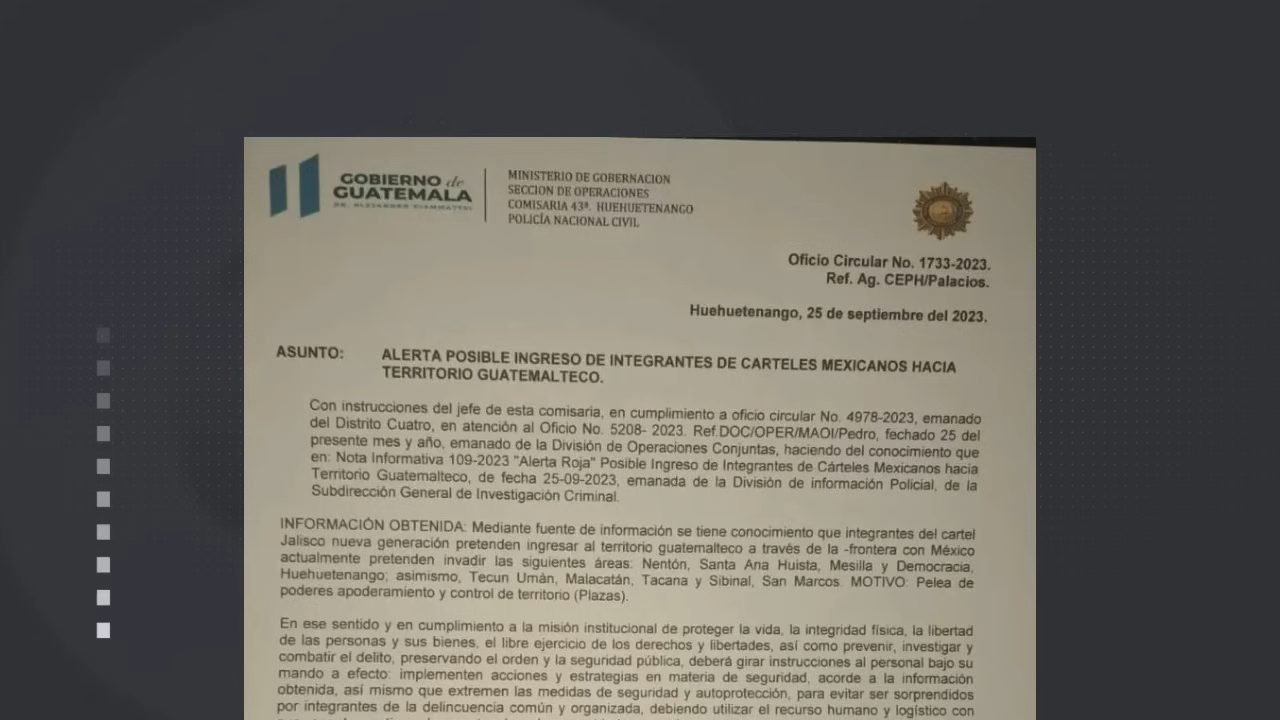 GOBIERNO de
GUATEMALA
DR. ALEJANDRO GIAMMATTEI
MINISTERIO DE GOBERNACION
SECCION DE OPERACIONES
COMISARIA 43ª. HUEHUETENANGO
POLICÍA NACIONAL CIVIL
Oficio Circular No. 1733-2023.
Ref. Ag. CEPH/Palacios.
Huehuetenango, 25 de septiembre del 2023.
ASUNTO: ALERTA POSIBLE INGRESO DE INTEGRANTES DE CARTELES MEXICANOS HACIA
TERRITORIO GUATEMALTECO.
Con instrucciones del jefe de esta comisaria, en cumplimiento a oficio circular No. 4978-2023, emanado
del Distrito Cuatro, en atención al Oficio No. 5208- 2023. Ref.DOC/OPER/MAOI/Pedro, fechado 25 del
presente mes y año, emanado de la División de Operaciones Conjuntas, haciendo del conocimiento que
en: Nota Informativa 109-2023 "Alerta Roja" Posible Ingreso de Integrantes de Cárteles Mexicanos hacia
Territorio Guatemalteco, de fecha 25-09-2023, emanada de la División de información Policial, de la
Subdirección General de Investigación Criminal.
INFORMACIÓN OBTENIDA: Mediante fuente de información se tiene conocimiento que integrantes del cartel
Jalisco nueva generación pretenden ingresar al territorio guatemalteco a través de la -frontera con México
actualmente pretenden invadir las siguientes áreas: Nentón, Santa Ana Huista, Mesilla y Democracia,
Huehuetenango; asimismo, Tecun Umán, Malacatán, Tacana y Sibinal, San Marcos. MOTIVO: Pelea de
poderes apoderamiento y control de territorio (Plazas).
En ese sentido y en cumplimiento a la misión institucional de proteger la vida, la integridad física, la libertad
de las personas y sus bienes, el libre ejercicio de los derechos y libertades, así como prevenir, investigar y
combatir el delito, preservando el orden y la seguridad pública, deberá girar instrucciones al personal bajo su
mando a efecto: implementen acciones y estrategias en materia de seguridad, acorde a la información
obtenida, así mismo que extremen las medidas de seguridad y autoprotección, para evitar ser sorprendidos
por integrantes de la delincuencia común y organizada, debiendo utilizar el recurso humano y logístico con